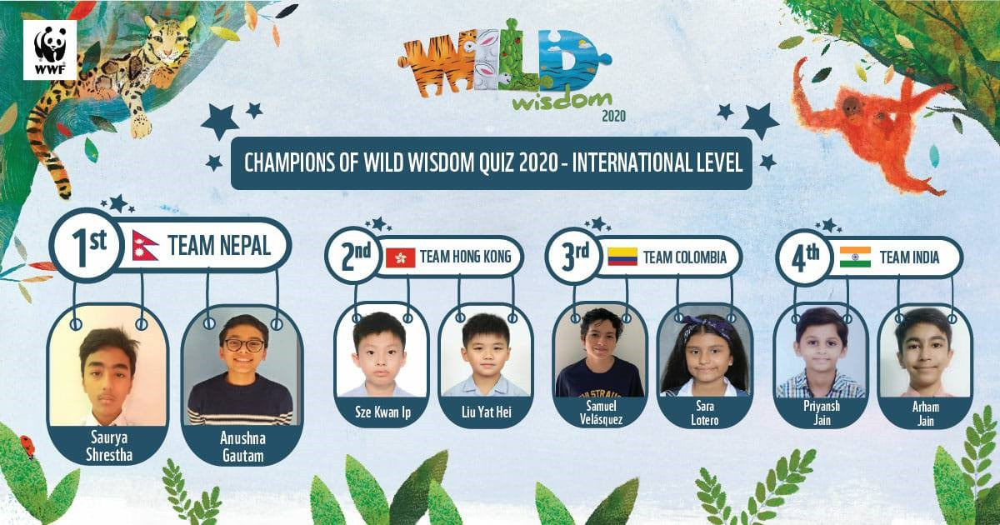 WWF
WILD
wisdom
2020
CHAMPIONS OF WILD WISDOM QUIZ 2020 - INTERNATIONAL LEVEL
1st TEAM NEPAL
2nd TEAM HONG KONG
3rd TEAM COLOMBIA
4th TEAM INDIA
Saurya
Shrestha
Anushna
Gautam
Sze Kwan Ip
Liu Yat Hei
Samuel
Velásquez
Sara
Lotero
Priyansh
Jain
Arham
Jain